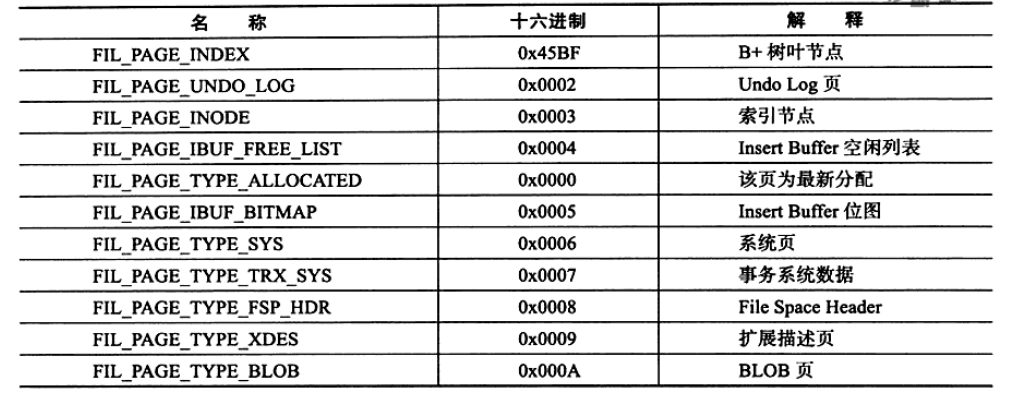 名 称 十六进制 解 释
FIL_PAGE_INDEX 0x45BF B+ 树叶节点
FIL_PAGE_UNDO_LOG 0x0002 Undo Log 页
FIL_PAGE_INODE 0x0003 索引节点
FIL_PAGE_IBUF_FREE_LIST 0x0004 Insert Buffer 空闲列表
FIL_PAGE_TYPE_ALLOCATED 0x0000 该页为最新分配
FIL_PAGE_IBUF_BITMAP 0x0005 Insert Buffer 位图
FIL_PAGE_TYPE_SYS 0x0006 系统页
FIL_PAGE_TYPE_TRX_SYS 0x0007 事务系统数据
FIL_PAGE_TYPE_FSP_HDR 0x0008 File Space Header
FIL_PAGE_TYPE_XDES 0x0009 扩展描述页
FIL_PAGE_TYPE_BLOB 0x000A BLOB 页